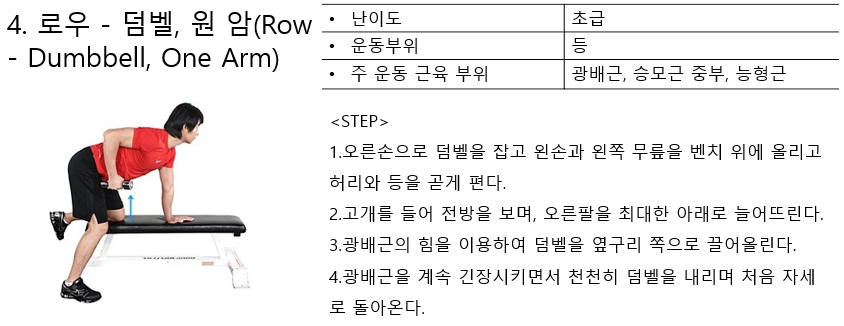 4. 로우 - 덤벨, 원 암(Row
- Dumbbell, One Arm)
• 난이도 초급
• 운동부위 등
• 주 운동 근육 부위 광배근, 승모근 중부, 능형근
<STEP>
1.오른손으로 덤벨을 잡고 왼손과 왼쪽 무릎을 벤치 위에 올리고
허리와 등을 곧게 편다.
2.고개를 들어 전방을 보며, 오른팔을 최대한 아래로 늘어뜨린다.
3.광배근의 힘을 이용하여 덤벨을 옆구리 쪽으로 끌어올린다.
4.광배근을 계속 긴장시키면서 천천히 덤벨을 내리며 처음 자세
로 돌아온다.